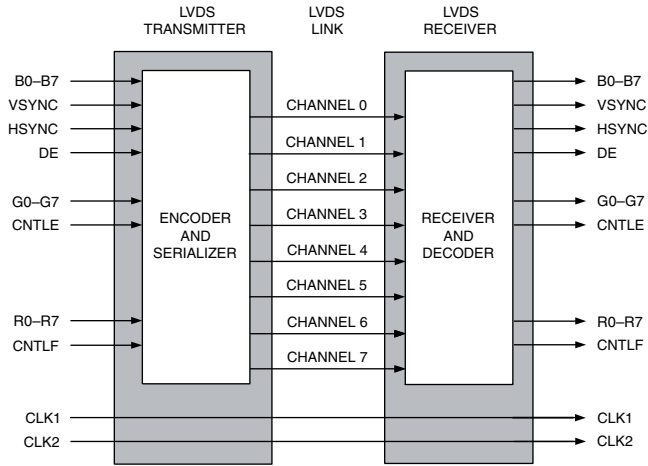 LVDS
TRANSMITTER
LVDS
LINK
LVDS
RECEIVER
B0–B7
VSYNC
HSYNC
DE
G0–G7
CNTLE
R0–R7
CNTLF
CLK1
CLK2
ENCODER
AND
SERIALIZER
CHANNEL 0
CHANNEL 1
CHANNEL 2
CHANNEL 3
CHANNEL 4
CHANNEL 5
CHANNEL 6
CHANNEL 7
RECEIVER
AND
DECODER
B0–B7
VSYNC
HSYNC
DE
G0–G7
CNTLE
R0–R7
CNTLF
CLK1
CLK2